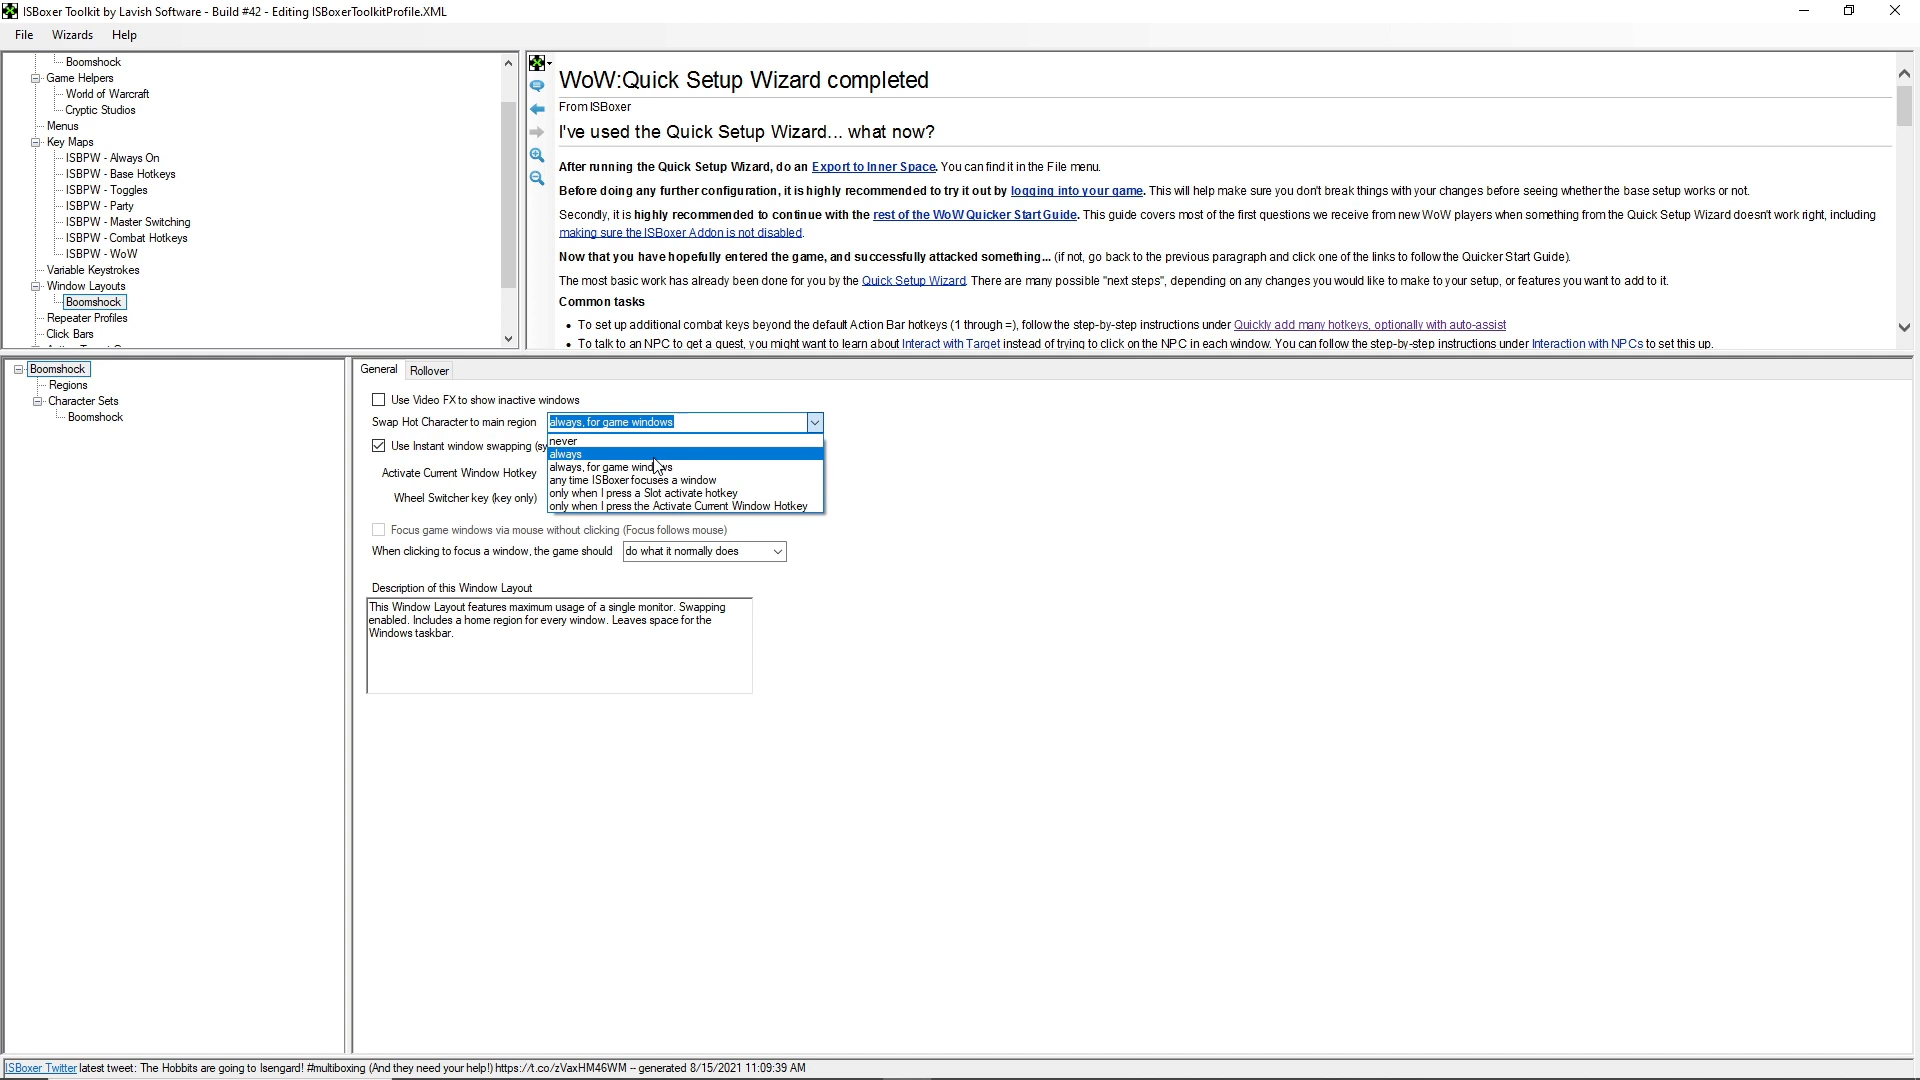 ISBoxer Toolkit by Lavish Software - Build #42 - Editing ISBoxerToolkitProfile.XML
File Wizards Help
Boomshock
Game Helpers
World of Warcraft
Cryptic Studios
Menus
Key Maps
ISBPW - Always On
ISBPW - Base Hotkeys
ISBPW - Toggles
ISBPW - Party
ISBPW - Master Switching
ISBPW - Combat Hotkeys
ISBPW - WoW
Variable Keystrokes
Window Layouts
Boomshock
Repeater Profiles
Click Bars
WoW:Quick Setup Wizard completed
From ISBoxer
I've used the Quick Setup Wizard... what now?
After running the Quick Setup Wizard, do an Export to Inner Space. You can find it in the File menu.
Before doing any further configuration, it is highly recommended to try it out by logging into your game. This will help make sure you don't break things with your changes before seeing whether the base setup works or not.
Secondly, it is highly recommended to continue with the rest of the WoW Quicker Start Guide. This guide covers most of the first questions we receive from new WoW players when something from the Quick Setup Wizard doesn't work right, including
making sure the ISBoxer Addon is not disabled.
Now that you have hopefully entered the game, and successfully attacked something... (if not, go back to the previous paragraph and click one of the links to follow the Quicker Start Guide).
The most basic work has already been done for you by the Quick Setup Wizard. There are many possible "next steps", depending on any changes you would like to make to your setup, or features you want to add to it.
Common tasks
• To set up additional combat keys beyond the default Action Bar hotkeys (1 through =), follow the step-by-step instructions under Quickly add many hotkeys, optionally with auto-assist
• To talk to an NPC to get a quest, you might want to learn about Interact with Target instead of trying to click on the NPC in each window. You can follow the step-by-step instructions under Interaction with NPCs to set this up.
Boomshock
Regions
Character Sets
Boomshock
General Rollover
Use Video FX to show inactive windows
Swap Hot Character to main region always, for game windows
Use Instant window swapping (sy
never
always
always, for game windows
any time ISBoxer focuses a window
only when I press a Slot activate hotkey
only when I press the Activate Current Window Hotkey
Activate Current Window Hotkey
Wheel Switcher key (key only)
Focus game windows via mouse without clicking (Focus follows mouse)
When clicking to focus a window, the game should do what it normally does
Description of this Window Layout
This Window Layout features maximum usage of a single monitor. Swapping
enabled. Includes a home region for every window. Leaves space for the
Windows taskbar.
ISBoxer Twitter latest tweet: The Hobbits are going to Isengard! #multiboxing (And they need your help!) https://t.co/zVaxHM46WM -- generated 8/15/2021 11:09:39 AM